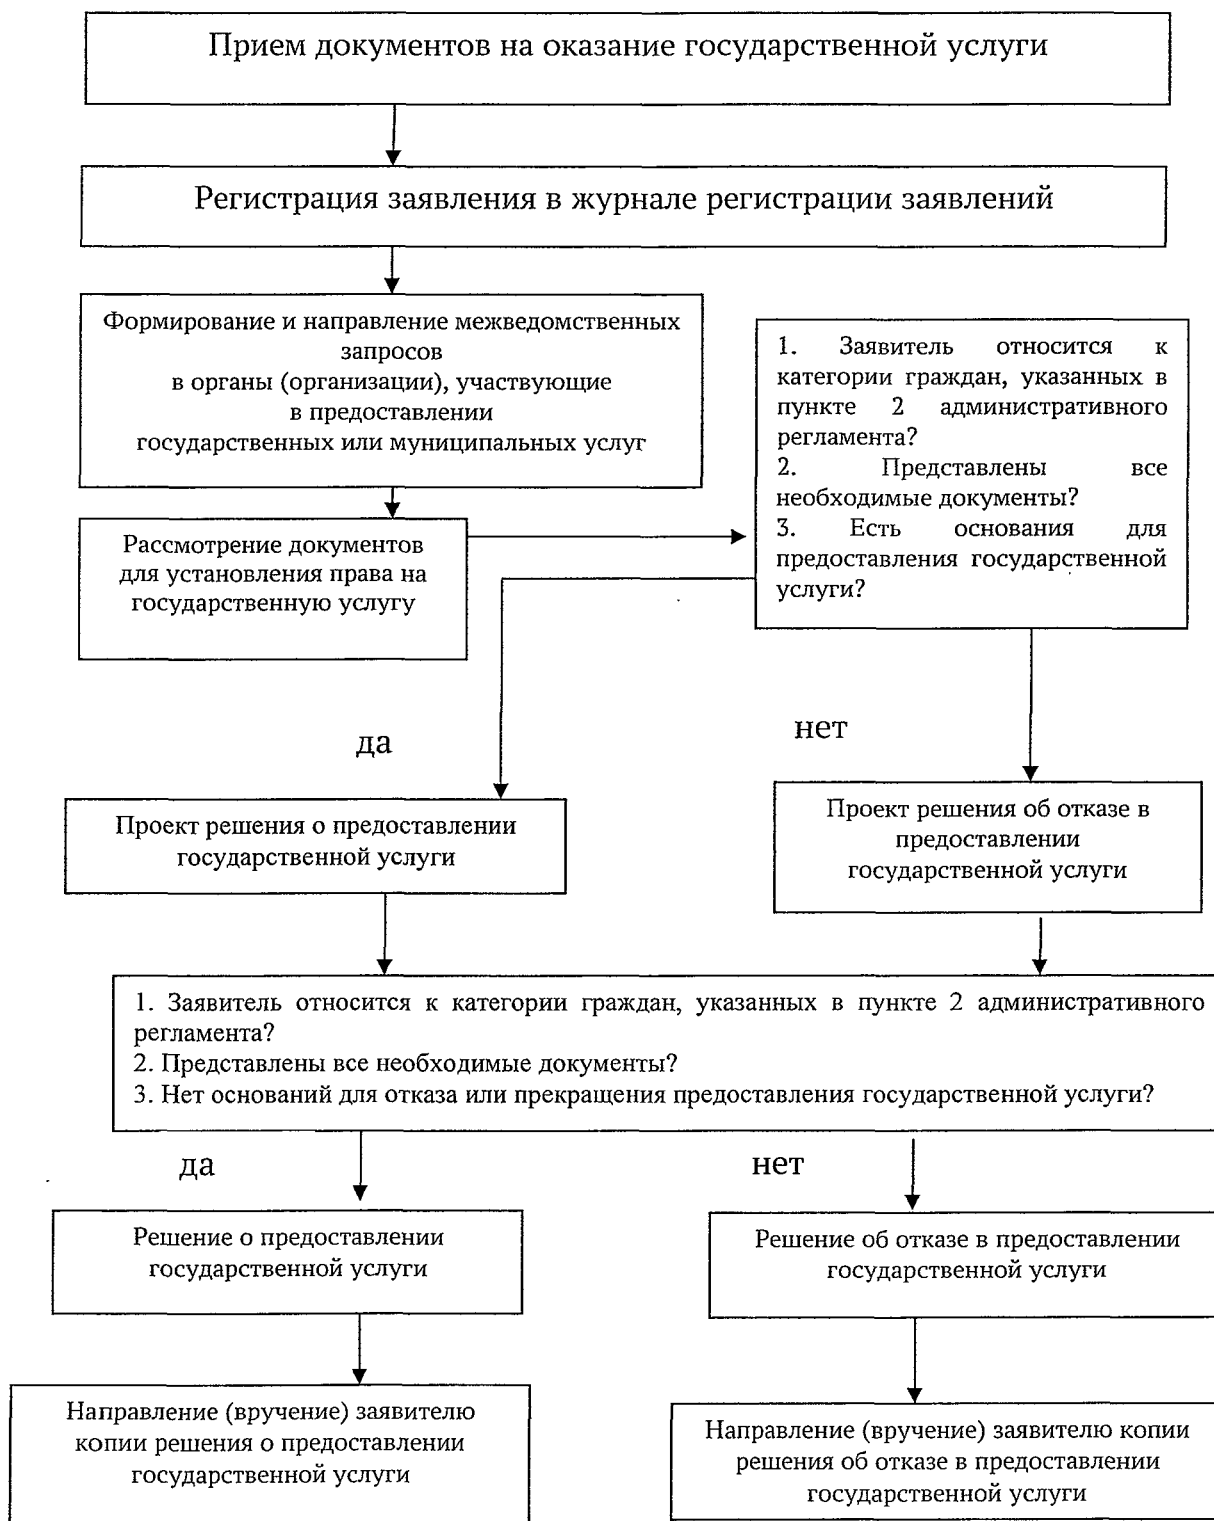 Прием документов на оказание государственной услуги
Регистрация заявления в журнале регистрации заявлений
Формирование и направление межведомственных
запросов
в органы (организации), участвующие
в предоставлении
государственных или муниципальных услуг
1. Заявитель относится к
категории граждан, указанных в
пункте 2 административного
регламента?
2. Представлены все
необходимые документы?
3. Есть основания для
предоставления государственной
услуги?
Рассмотрение документов
для установления права на
государственную услугу
да
нет
Проект решения о предоставлении
государственной услуги
Проект решения об отказе в
предоставлении
государственной услуги
1. Заявитель относится к категории граждан, указанных в пункте 2 административного
регламента?
2. Представлены все необходимые документы?
3. Нет оснований для отказа или прекращения предоставления государственной услуги?
да
нет
Решение о предоставлении
государственной услуги
Решение об отказе в предоставлении
государственной услуги
Направление (вручение) заявителю
копии решения о предоставлении
государственной услуги
Направление (вручение) заявителю копии
решения об отказе в предоставлении
государственной услуги